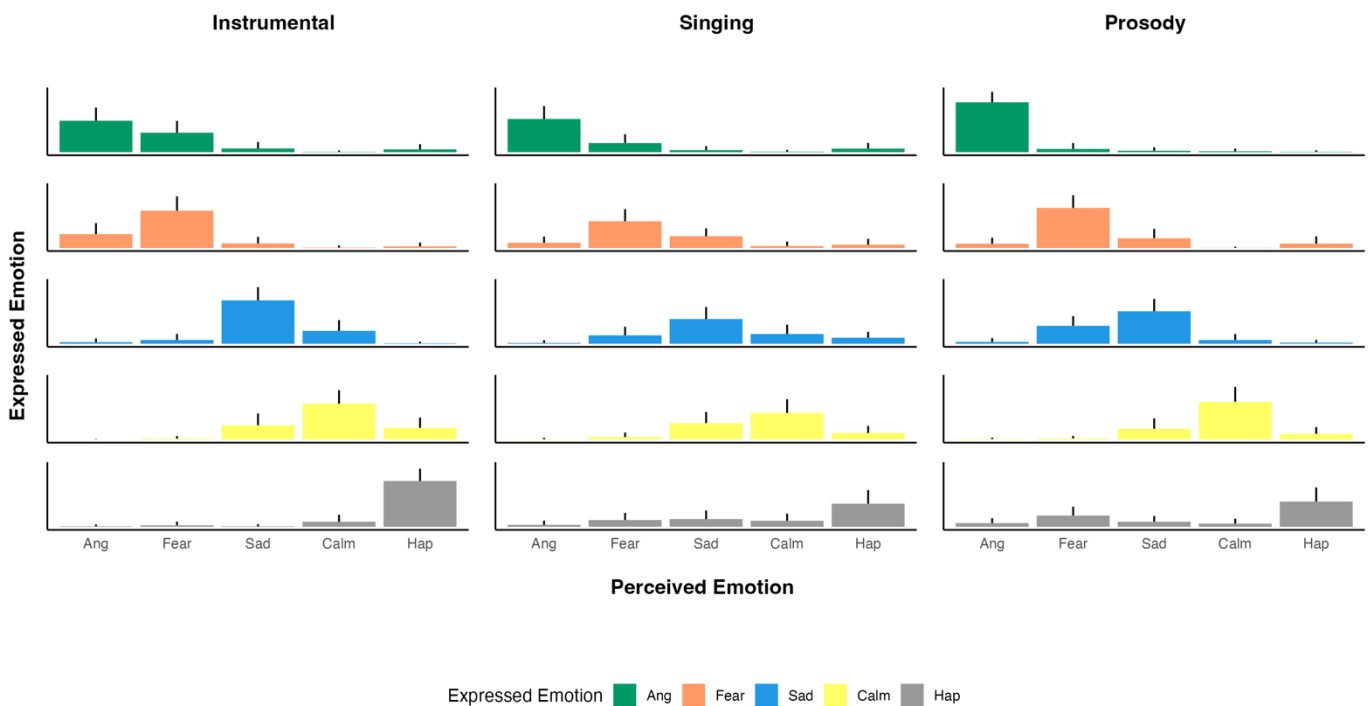 Instrumental Singing Prosody
Expressed Emotion
Ang Fear Sad Calm Hap Ang Fear Sad Calm Hap Ang Fear Sad Calm Hap
Perceived Emotion
Expressed Emotion Ang Fear Sad Calm Hap